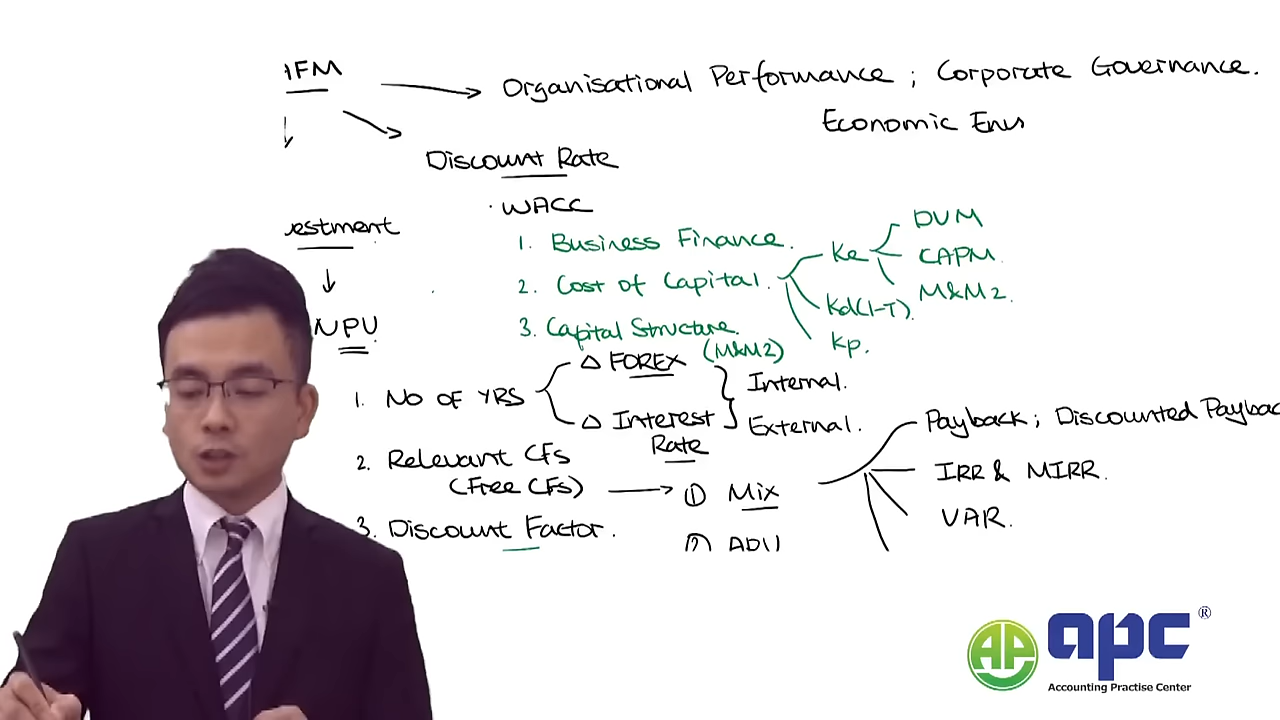 AFM
Organisational Performance ; Corporate Governance.
Economic Env
Discount Rate
· WACC
estment
1. Business Finance.
2. Cost of Capital.
3. Capital Structure.
(M&M2)
Ke
DVM
CAPM
M&M2.
Kd(1-T).
Kp.
NPV
1. No OF YRS
△ FOREX
△ Interest
Rate
Internal.
External.
2. Relevant CFs
(Free CFs)
① Mix
Payback ; Discounted Payba
IRR & MIRR.
VAR.
3. Discount Factor.
② 
AP apc®
Accounting Practise Center